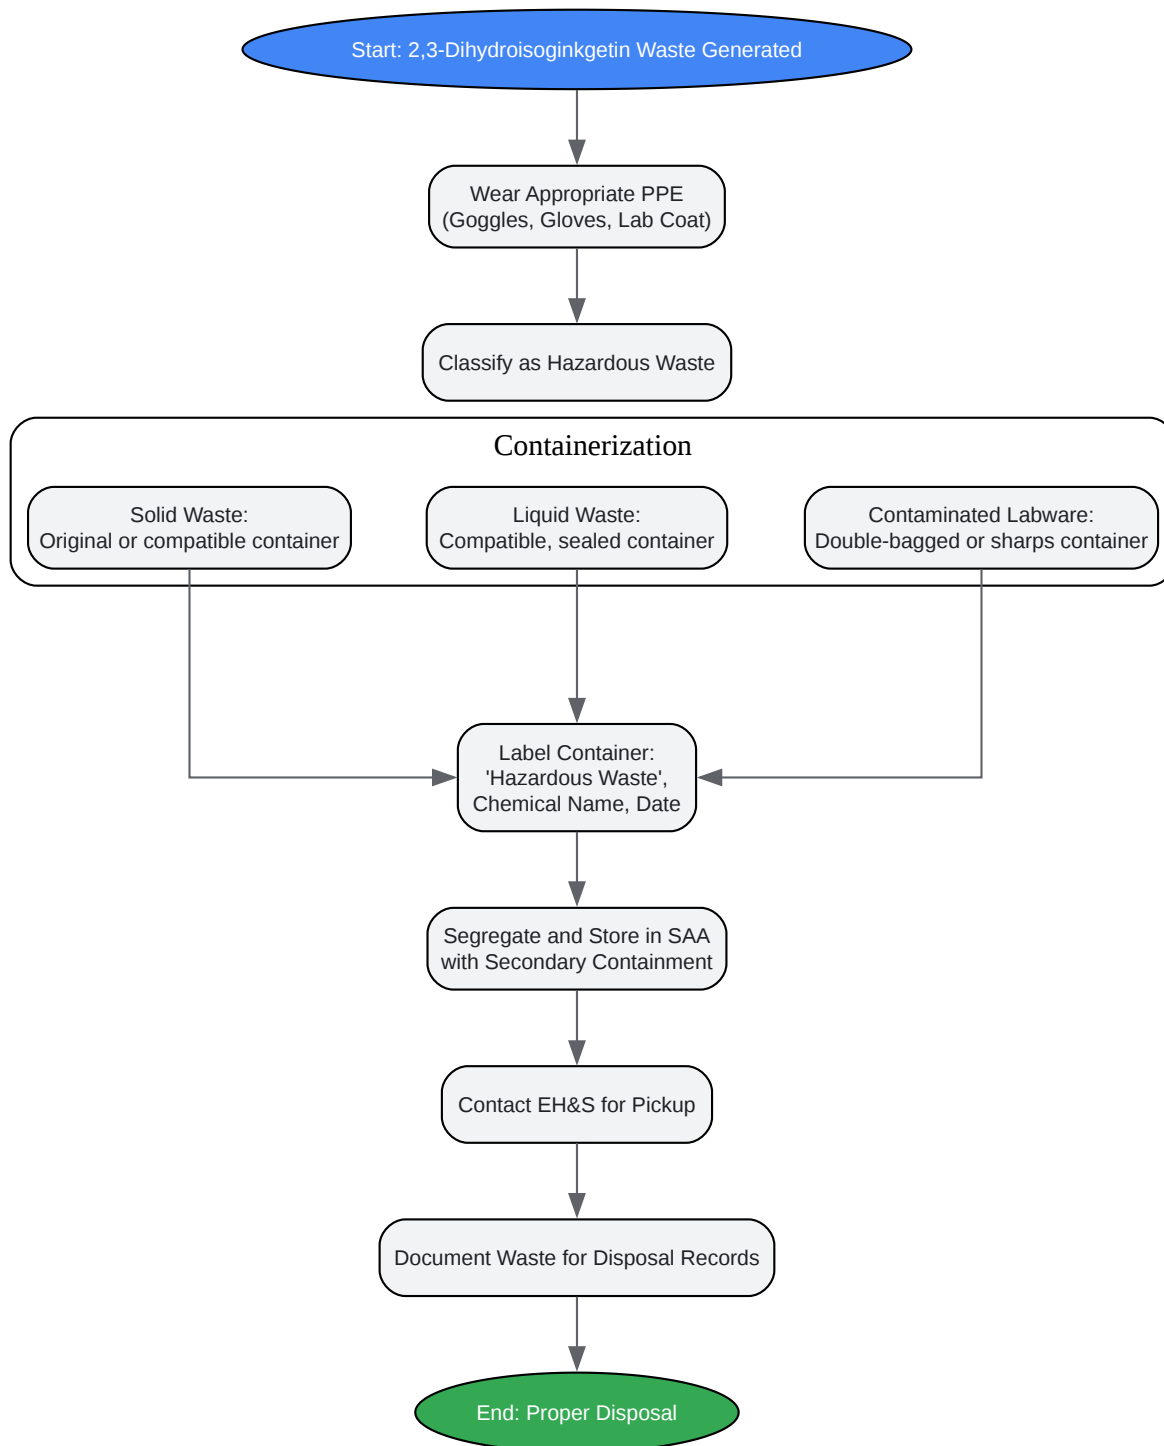 Start: 2,3-Dihydroisoginkgetin Waste Generated
Wear Appropriate PPE
(Goggles, Gloves, Lab Coat)
Classify as Hazardous Waste
Containerization
Solid Waste:
Original or compatible container
Liquid Waste:
Compatible, sealed container
Contaminated Labware:
Double-bagged or sharps container
Label Container:
'Hazardous Waste',
Chemical Name, Date
Segregate and Store in SAA
with Secondary Containment
Contact EH&S for Pickup
Document Waste for Disposal Records
End: Proper Disposal